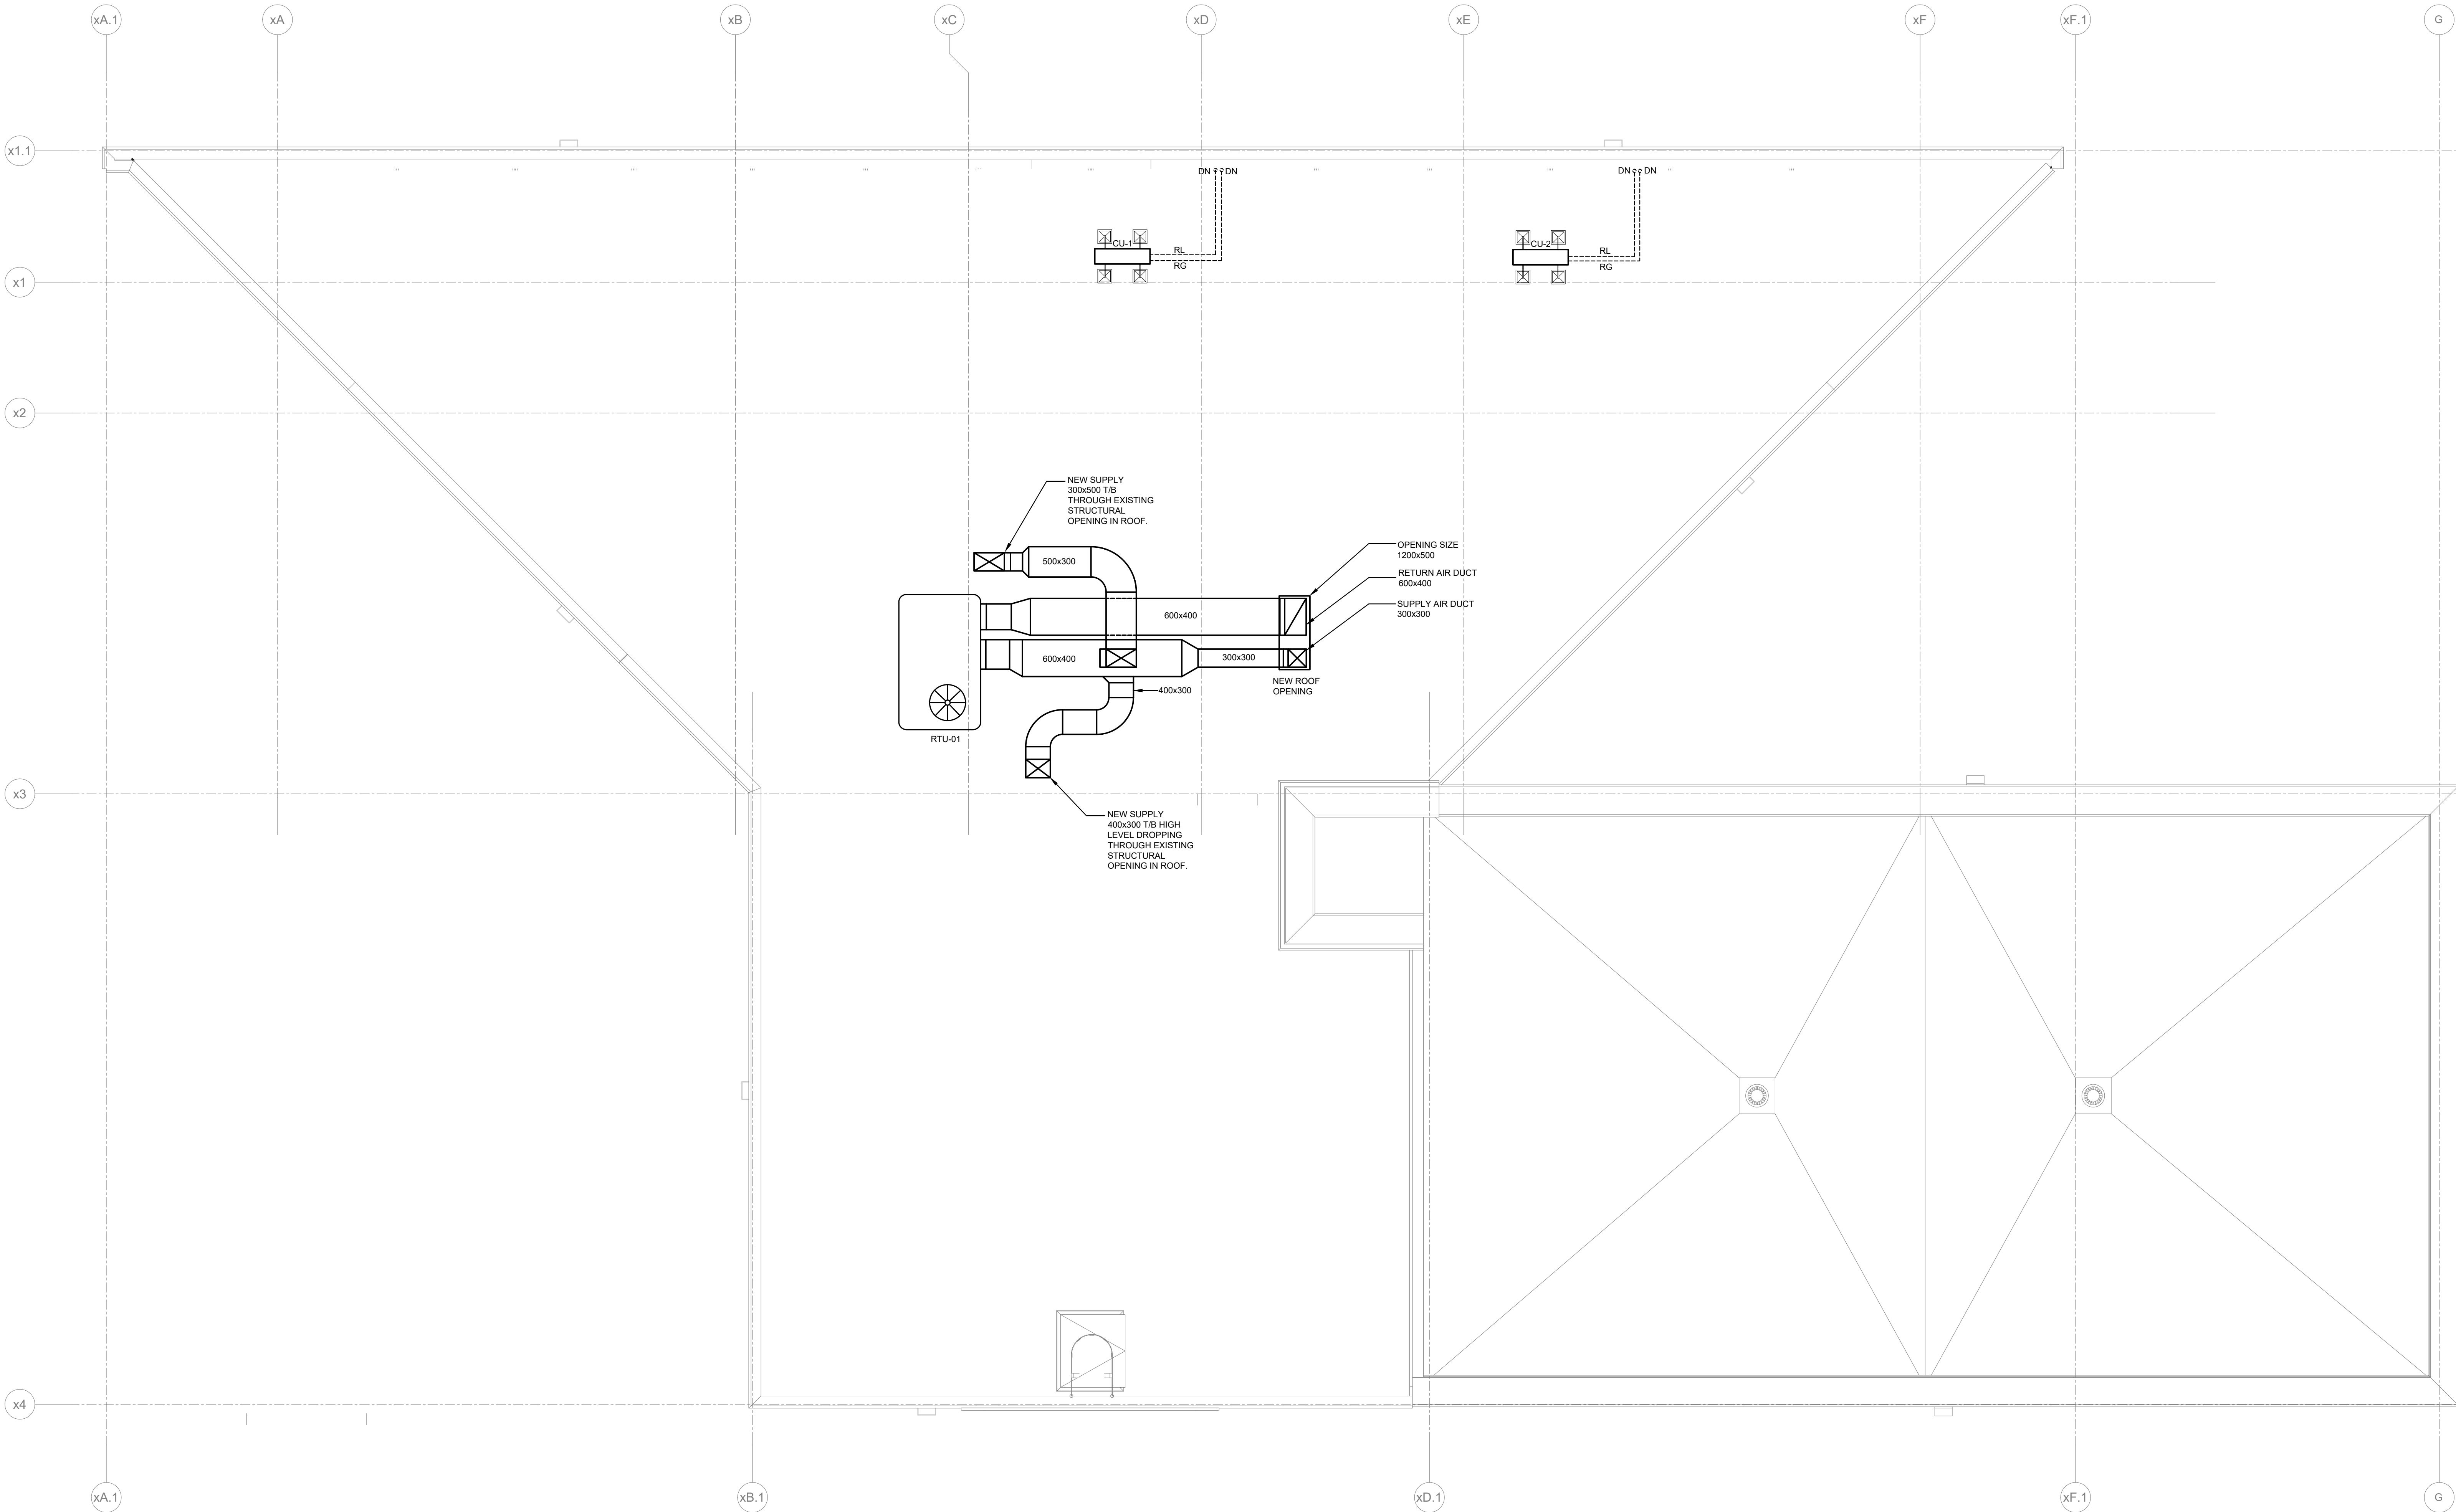 xA.1
xA
xB
xC
xD
xE
xF
xF.1
G
x1.1
DN
DN
DN
DN
CU-1
RL
RG
CU-2
RL
RG
x1
x2
NEW SUPPLY
300x500 T/B
THROUGH EXISTING
STRUCTURAL
OPENING IN ROOF.
500x300
OPENING SIZE
1200x500
RETURN AIR DUCT
600x400
SUPPLY AIR DUCT
300x300
600x400
600x400
300x300
NEW ROOF
OPENING
400x300
RTU-01
x3
NEW SUPPLY
400x300 T/B HIGH
LEVEL DROPPING
THROUGH EXISTING
STRUCTURAL
OPENING IN ROOF.
x4
xA.1
xB.1
xD.1
xF.1
G